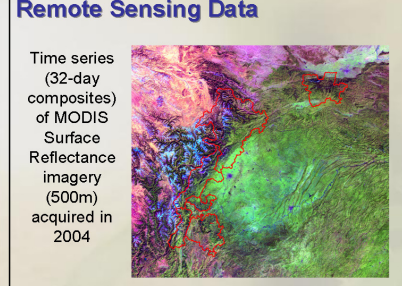 Remote Sensing Data
Time series
(32-day
composites)
of MODIS
Surface
Reflectance
imagery
(500m)
acquired in
2004